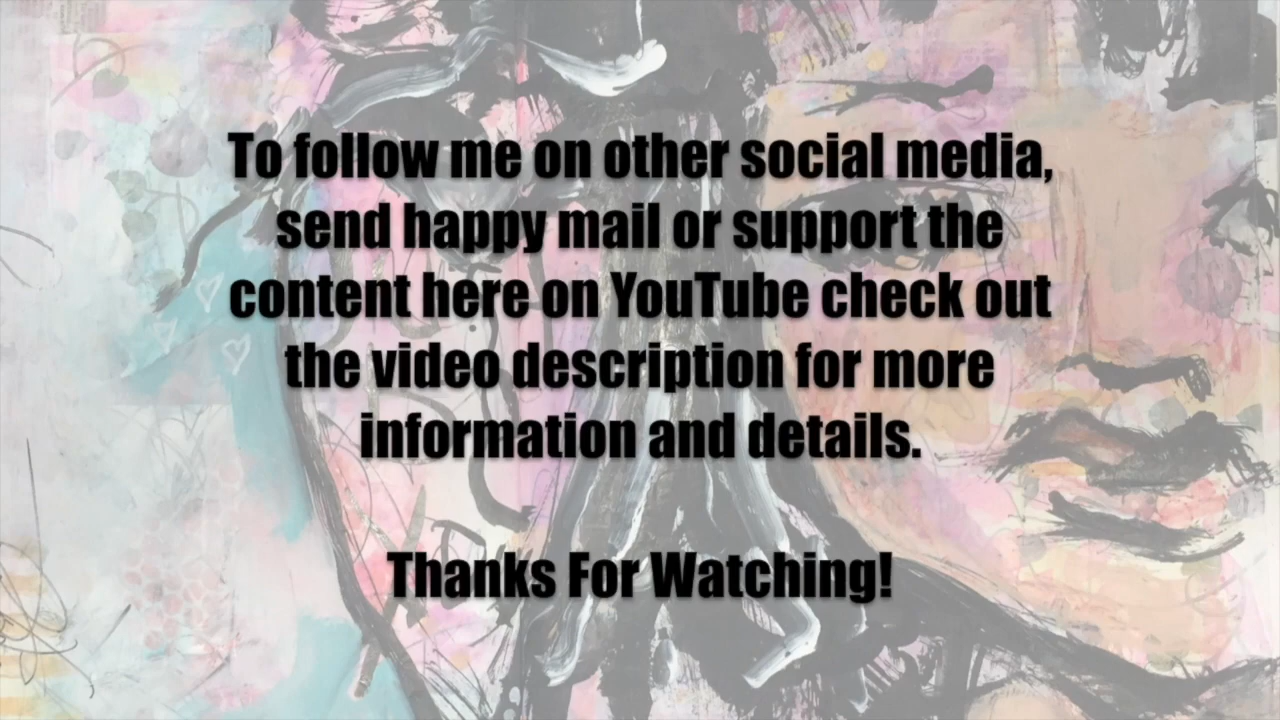 To follow me on other social media,
send happy mail or support the
content here on YouTube check out
the video description for more
information and details.
Thanks For Watching!